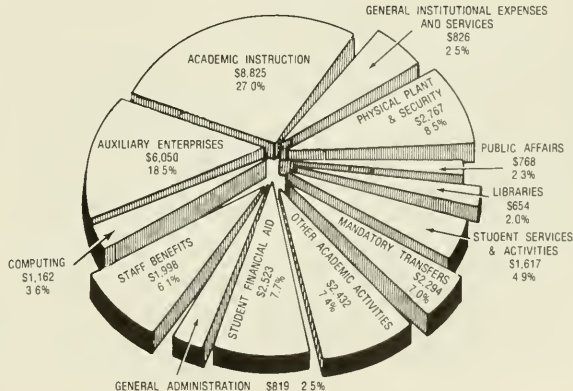 GENERAL INSTITUTIONAL EXPENSES
AND SERVICES
$826
2 5%
ACADEMIC INSTRUCTION
$8,825
27 0%
PHYSICAL PLANT
& SECURITY
$2,767
8 5%
PUBLIC AFFAIRS
$768
2 3%
LIBRARIES
$654
2.0%
STUDENT SERVICES
& ACTIVITIES
$1,617
4 9%
MANDATORY TRANSFERS
$2,294
7.0%
OTHER ACADEMIC ACTIVITIES
$2,432
7 4%
STUDENT FINANCIAL AID
$2,523
7.7%
GENERAL ADMINISTRATION $819 2 5%
STAFF BENEFITS
$1,998
6.1%
COMPUTING
$1,162
3 6%
AUXILIARY ENTERPRISES
$6,050
18 5%